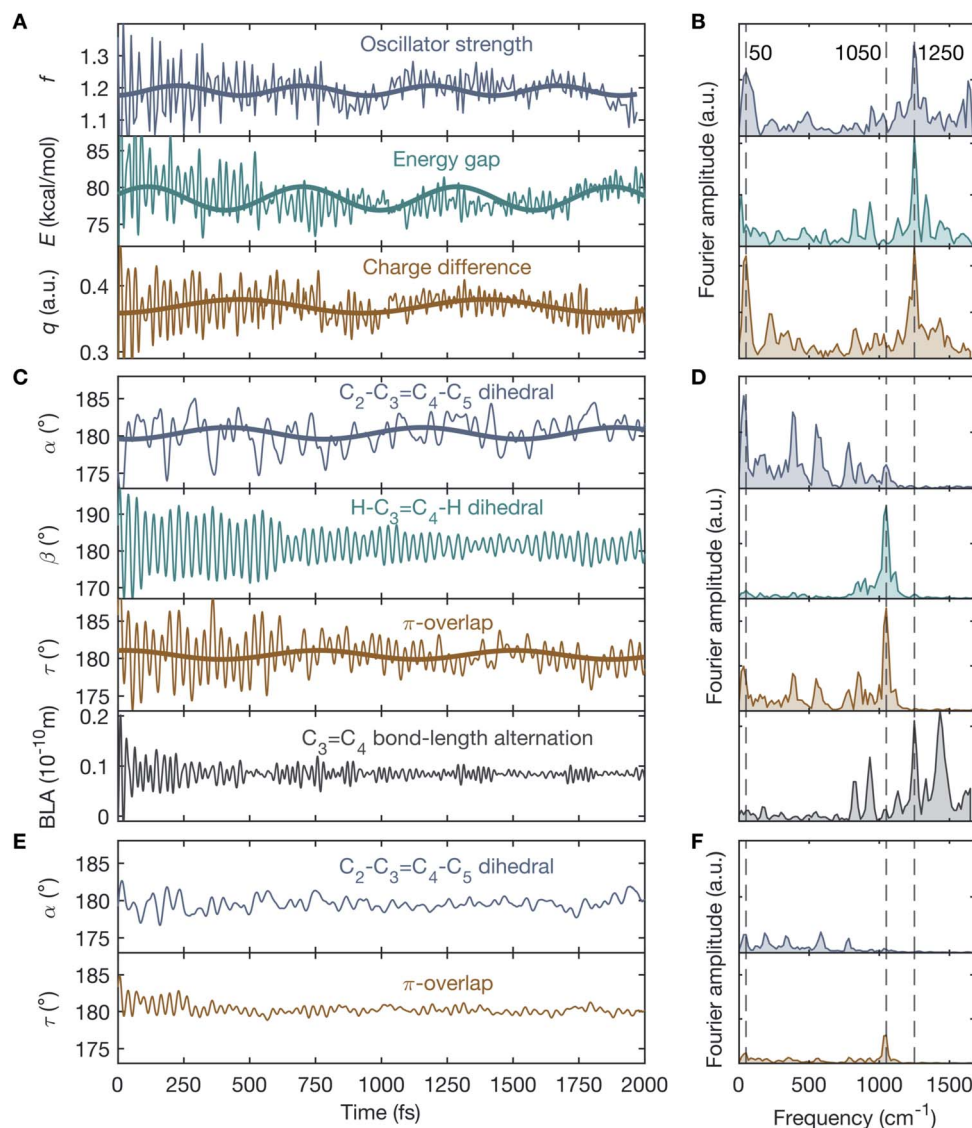 A
Oscillator strength
f
1.3
1.2
1.1
Energy gap
E (kcal/mol)
85
80
75
Charge difference
q (a.u.)
0.4
0.3
B
50
1050
1250
Fourier amplitude (a.u.)
C
C2-C3=C4-C5 dihedral
α (°)
185
180
175
H-C3=C4-H dihedral
β (°)
190
180
170
π-overlap
τ (°)
185
180
175
C3=C4 bond-length alternation
BLA (10-10m)
0.2
0.1
0
D
Fourier amplitude (a.u.)
E
C2-C3=C4-C5 dihedral
α (°)
185
180
175
π-overlap
τ (°)
185
180
175
0 250 500 750 1000 1250 1500 1750 2000
Time (fs)
F
Fourier amplitude (a.u.)
0 500 1000 1500
Frequency (cm-1)